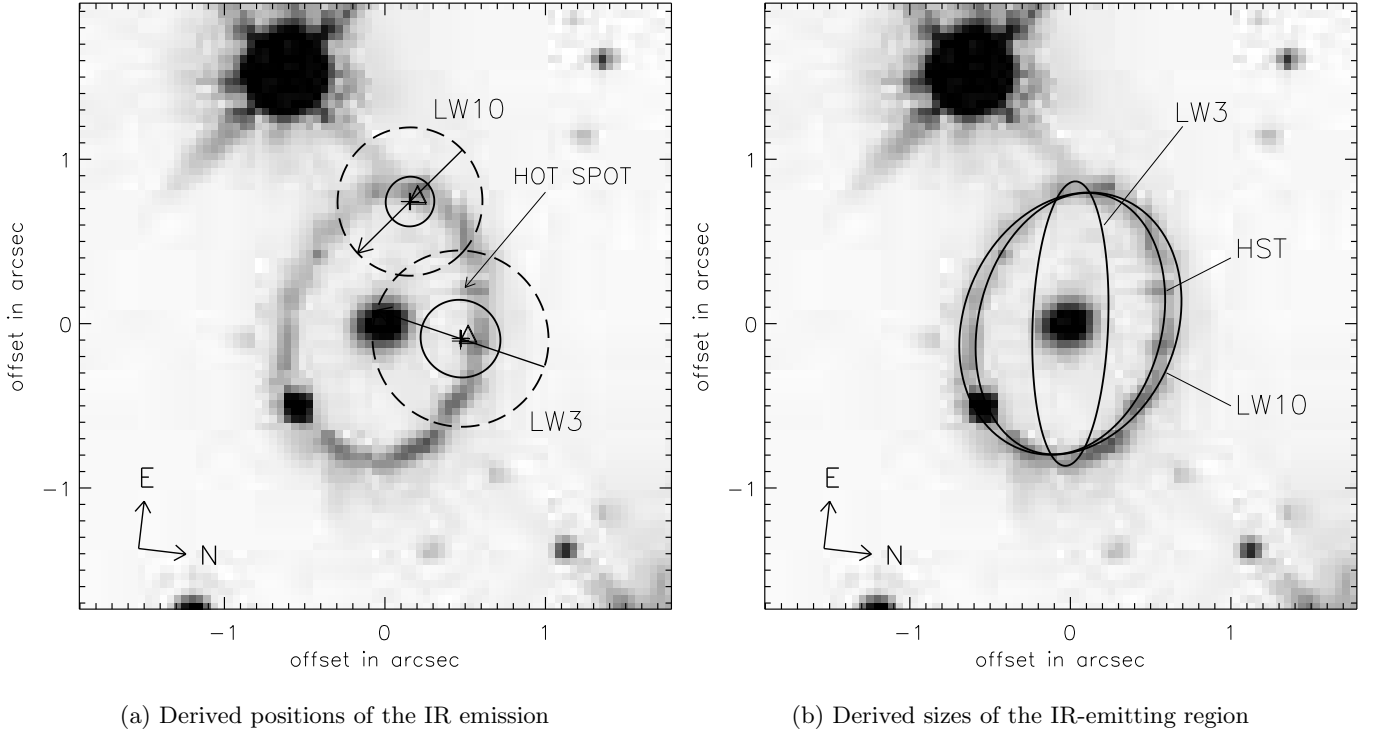 LW10
HOT SPOT
LW3
E
N
1
0
−1
−1
0
1
offset in arcsec
offset in arcsec
(a) Derived positions of the IR emission
LW3
HST
LW10
E
N
1
0
−1
−1
0
1
offset in arcsec
offset in arcsec
(b) Derived sizes of the IR-emitting region